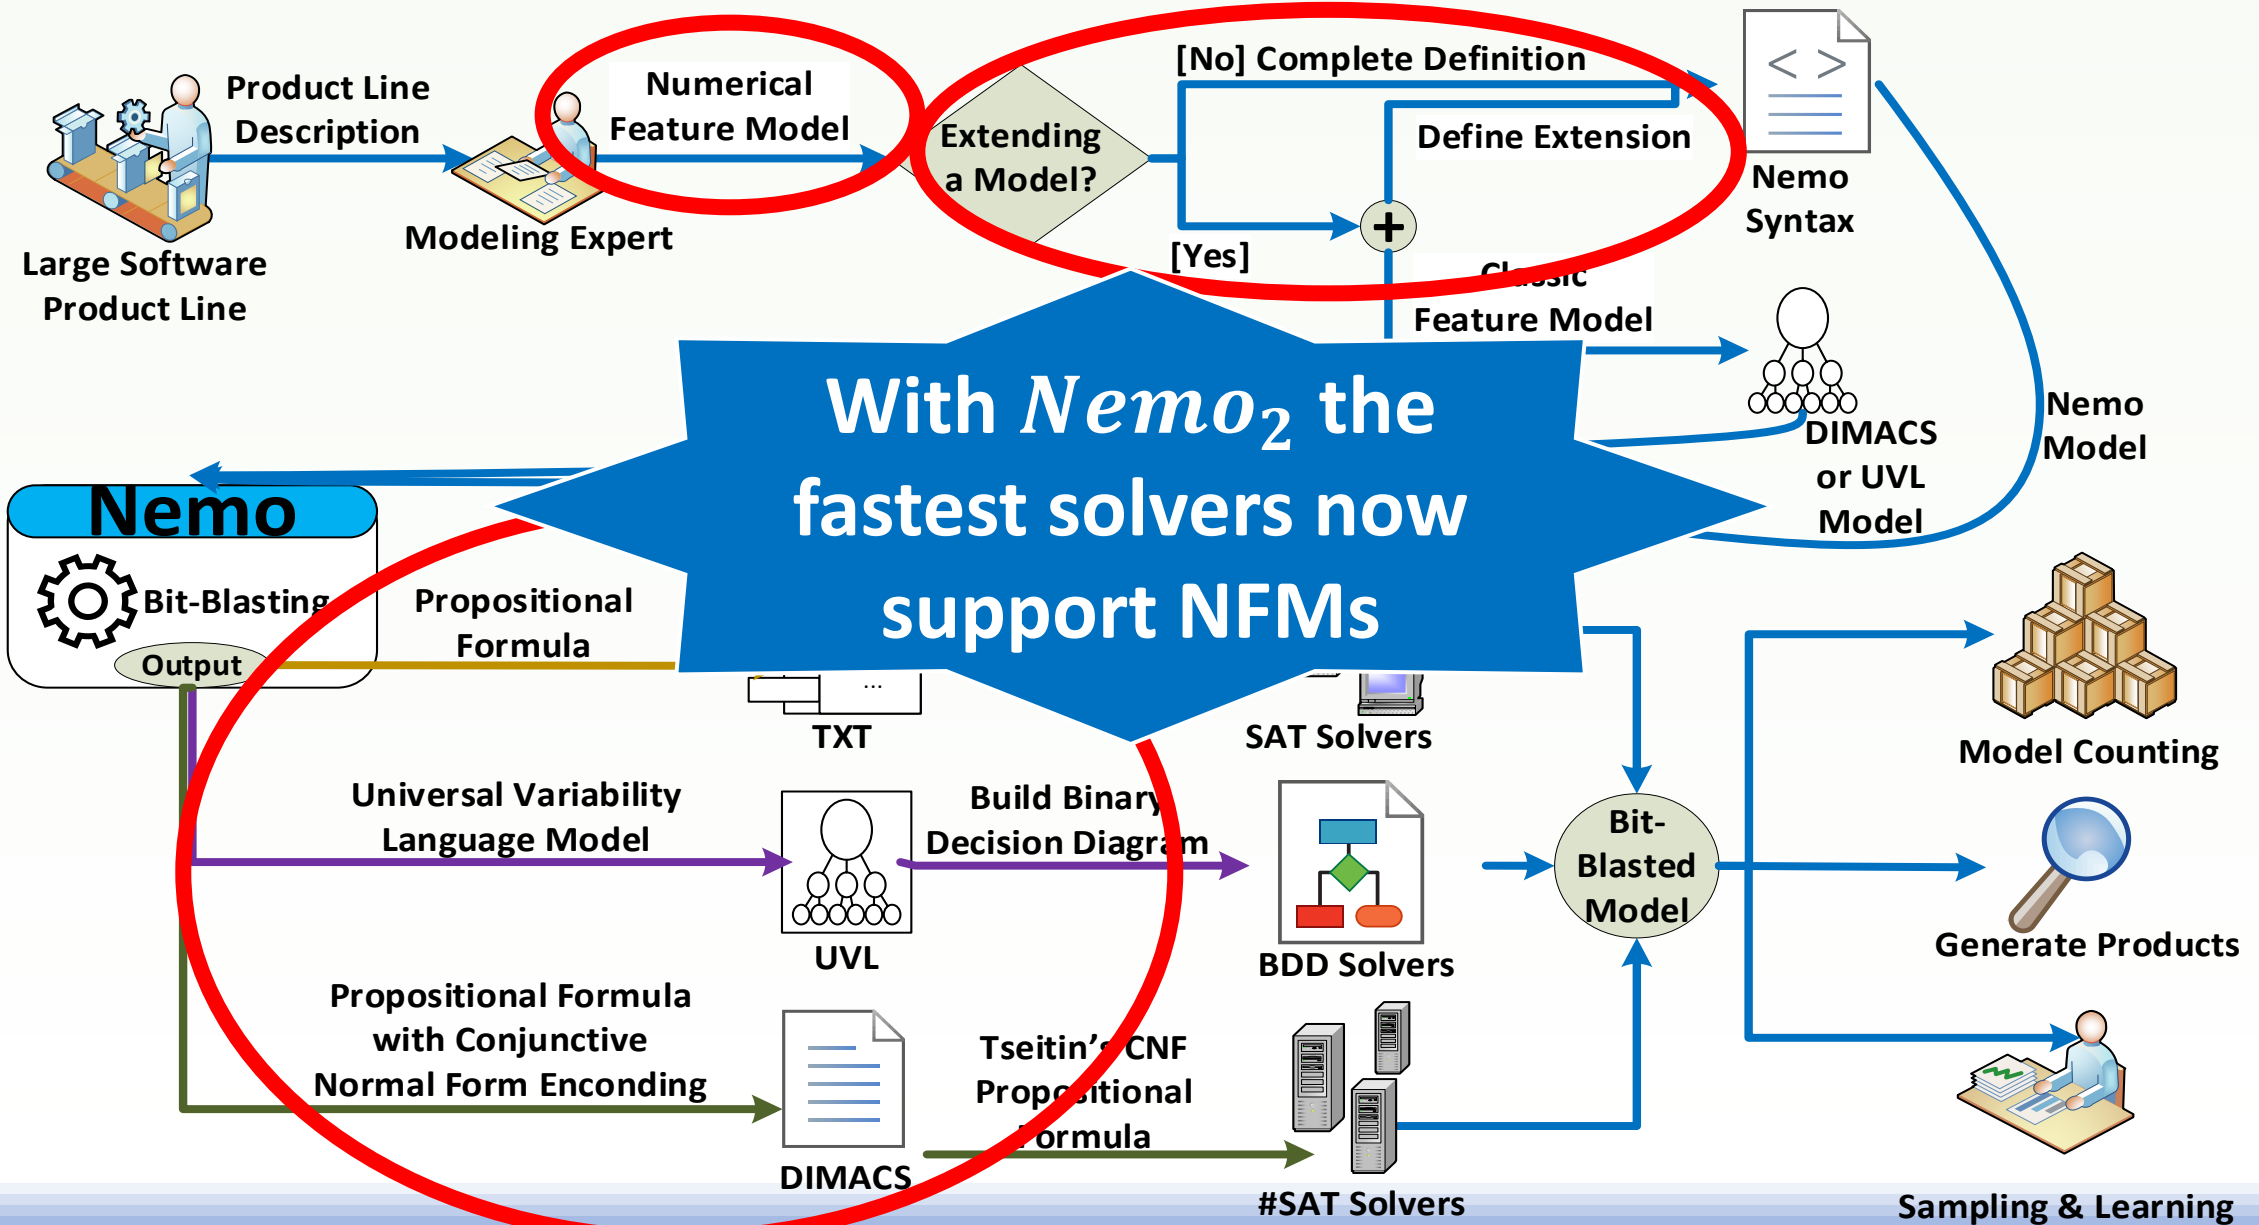 Product Line
Description
Numerical
Feature Model
[No] Complete Definition
< >
Extending
a Model?
Define Extension
Nemo
Syntax
Modeling Expert
+
[Yes]
Large Software
Product Line
Classic
Feature Model
With Nemo₂ the
fastest solvers now
support NFMs
DIMACS
or UVL
Model
Nemo
Model
Nemo
Bit-Blasting
Output
Propositional
Formula
...
TXT
SAT Solvers
Model Counting
Universal Variability
Language Model
UVL
Build Binary
Decision Diagram
BDD Solvers
Bit-
Blasted
Model
Generate Products
Propositional Formula
with Conjunctive
Normal Form Enconding
DIMACS
Tseitin's CNF
Propositional
Formula
#SAT Solvers
Sampling & Learning